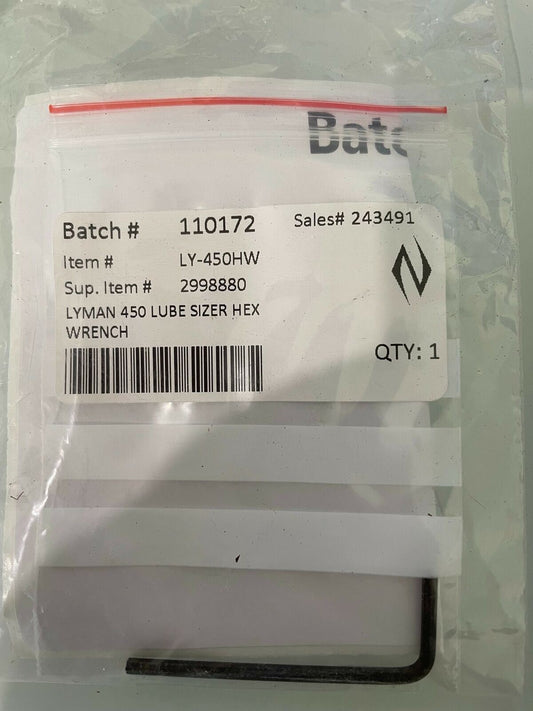 Batc
Batch # 110172 Sales# 243491
Item # LY-450HW
Sup. Item # 2998880
LYMAN 450 LUBE SIZER HEX
WRENCH
QTY: 1